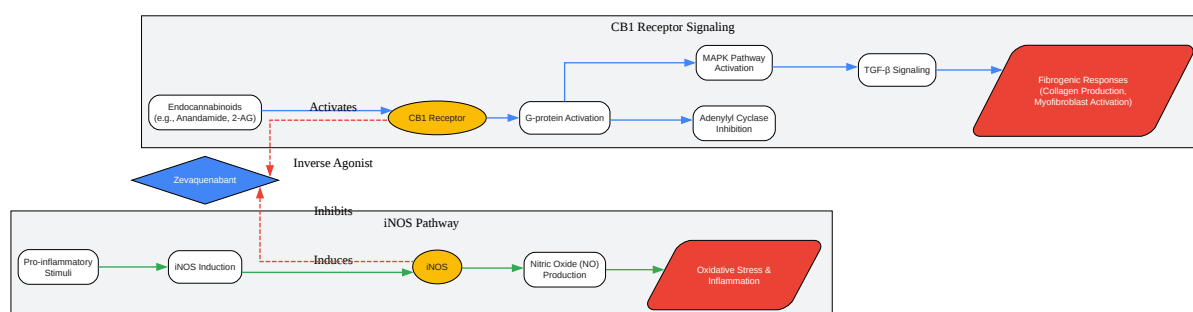 CB1 Receptor Signaling
MAPK Pathway
Activation
TGF-β Signaling
Fibrogenic Responses
(Collagen Production,
Myofibroblast Activation)
Endocannabinoids
(e.g., Anandamide, 2-AG)
Activates
CB1 Receptor
G-protein Activation
Adenylyl Cyclase
Inhibition
Inverse Agonist
Zevaquenabant
Inhibits
iNOS Pathway
Pro-inflammatory
Stimuli
iNOS Induction
Induces
iNOS
Nitric Oxide (NO)
Production
Oxidative Stress &
Inflammation